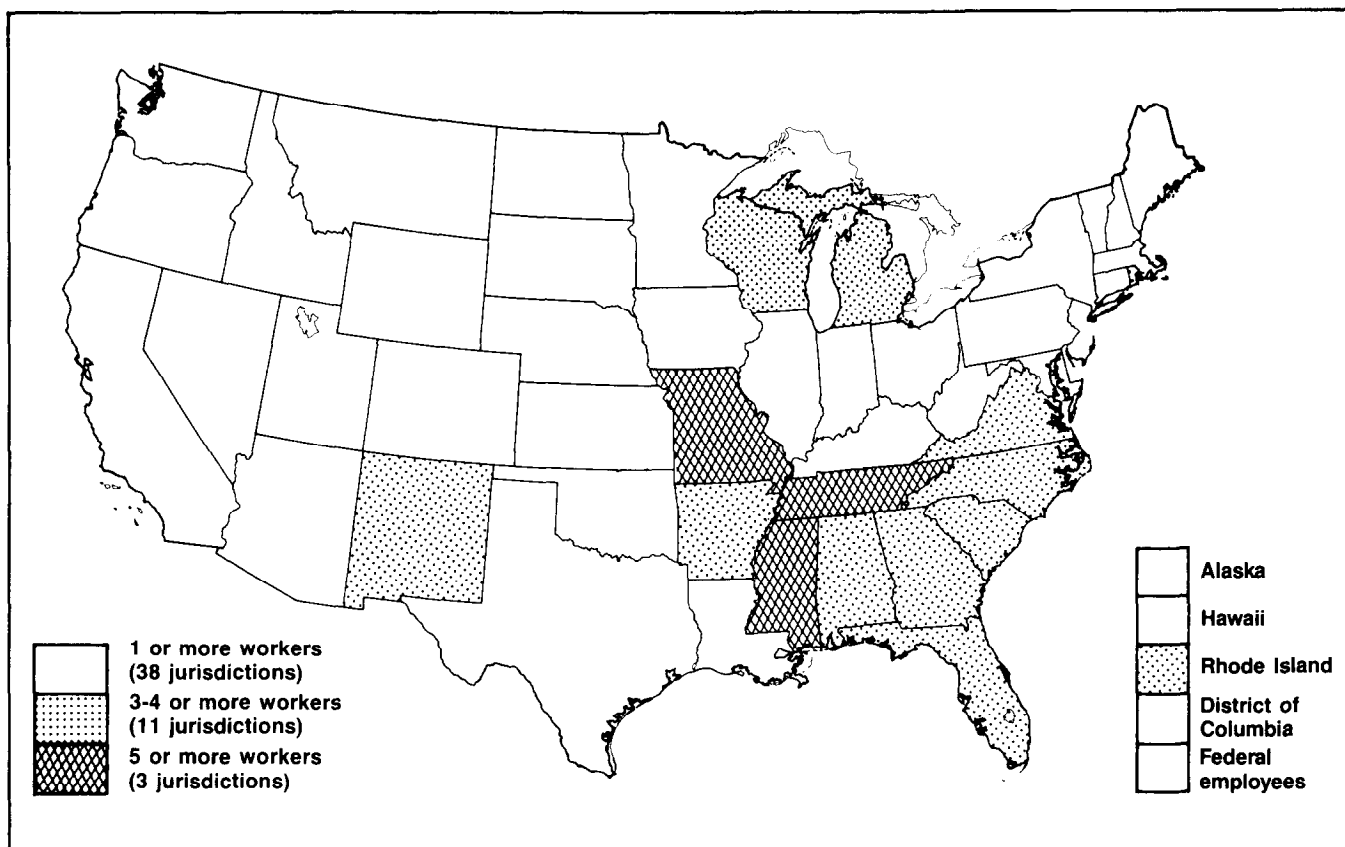 1 or more workers
(38 jurisdictions)
3-4 or more workers
(11 jurisdictions)
5 or more workers
(3 jurisdictions)
Alaska
Hawaii
Rhode Island
District of
Columbia
Federal
employees